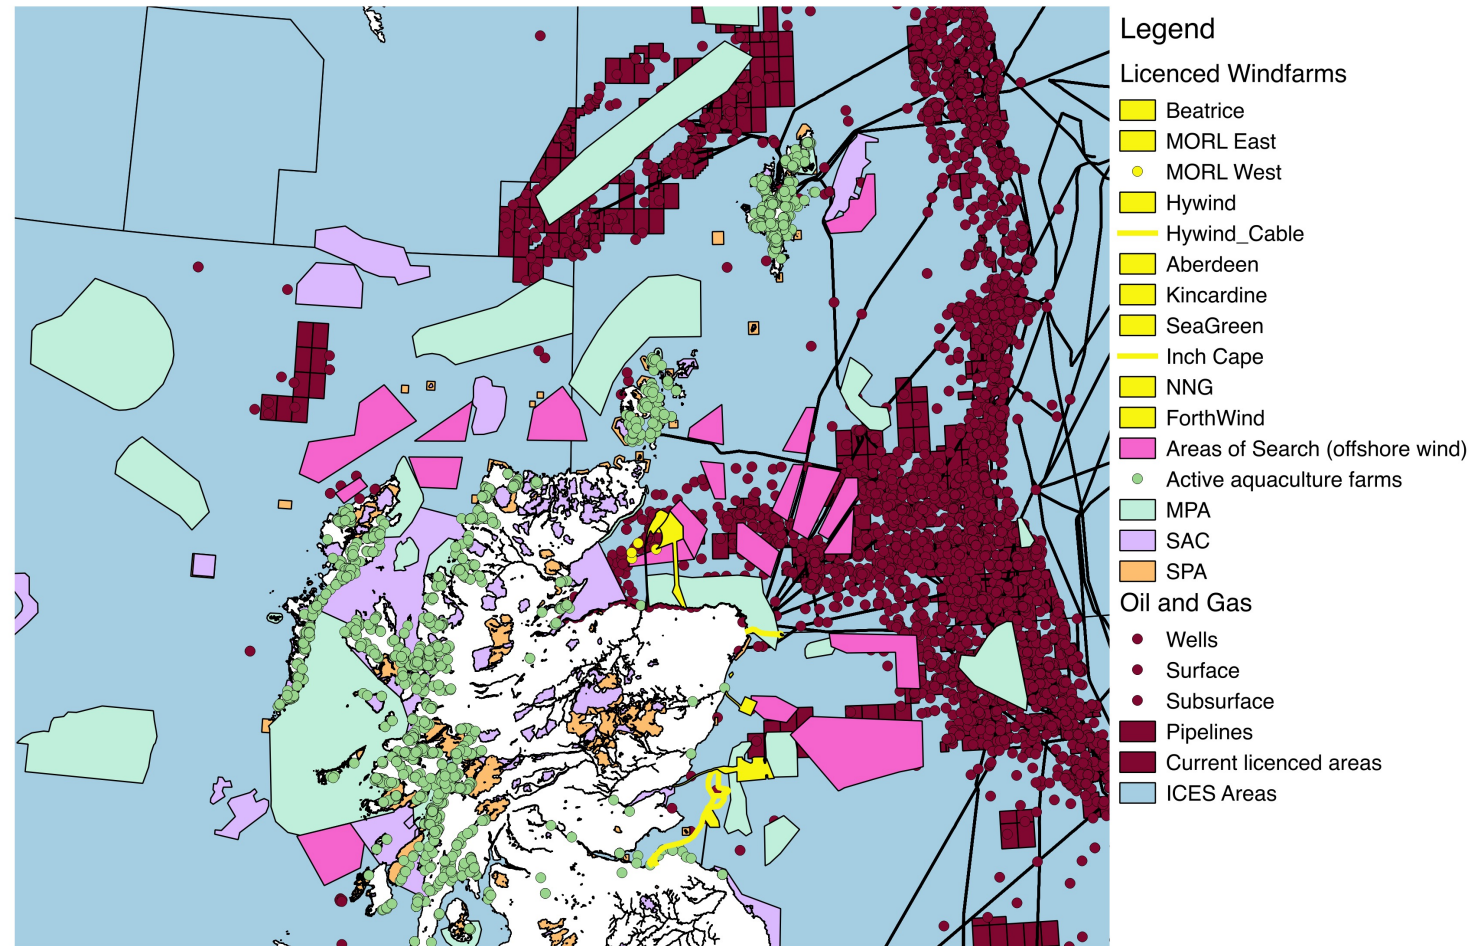 Legend
Licenced Windfarms
Beatrice
MORL East
MORL West
Hywind
Hywind_Cable
Aberdeen
Kincardine
SeaGreen
Inch Cape
NNG
ForthWind
Areas of Search (offshore wind)
Active aquaculture farms
MPA
SAC
SPA
Oil and Gas
Wells
Surface
Subsurface
Pipelines
Current licenced areas
ICES Areas